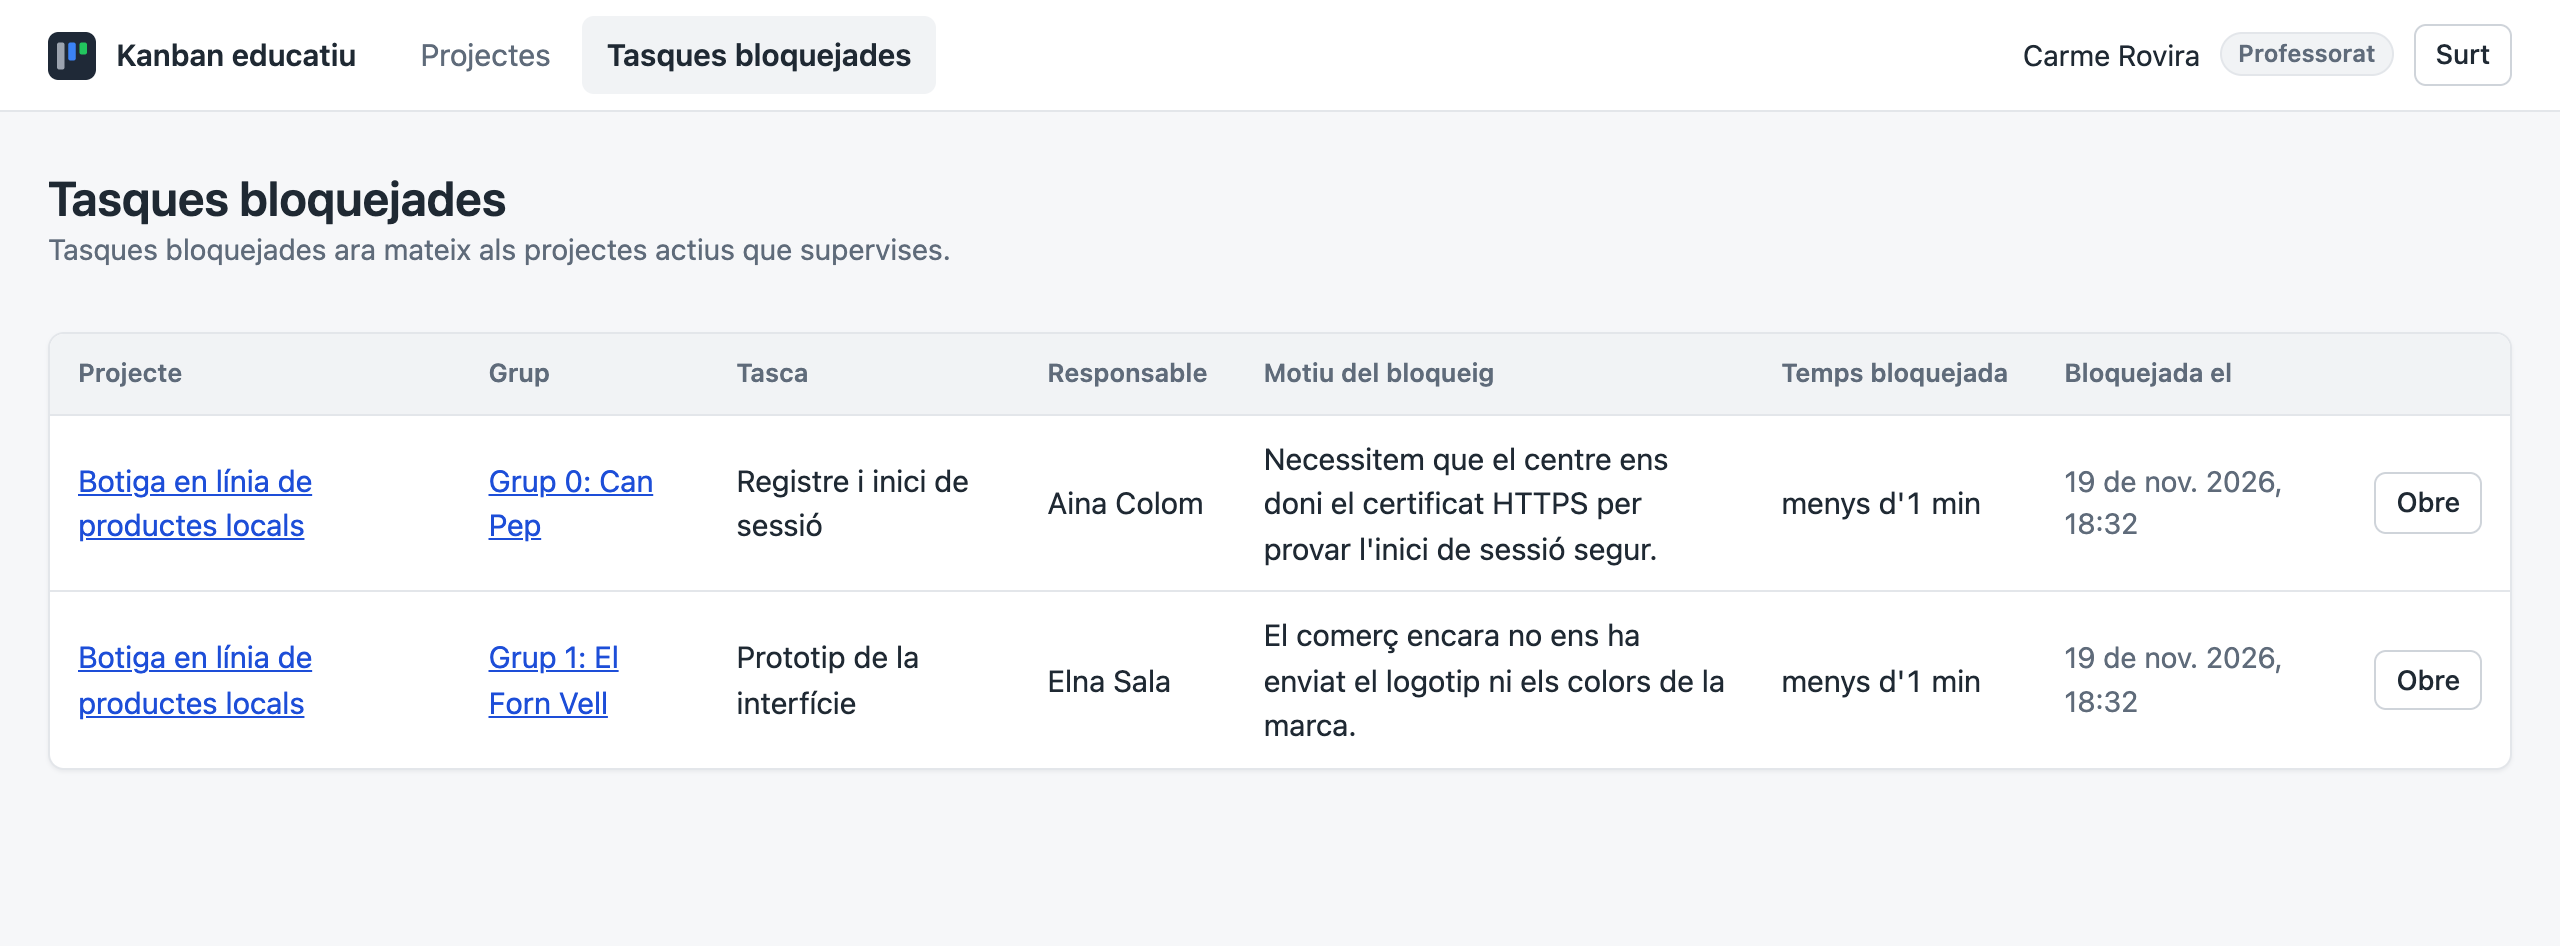 Kanban educatiu Projectes Tasques bloquejades Carme Rovira Professorat Surt
Tasques bloquejades
Tasques bloquejades ara mateix als projectes actius que supervises.
Projecte Grup Tasca Responsable Motiu del bloqueig Temps bloquejada Bloquejada el
Botiga en línia de productes locals
Grup 0: Can Pep
Registre i inici de sessió
Aina Colom
Necessitem que el centre ens
doni el certificat HTTPS per
provar l'inici de sessió segur.
menys d'1 min
19 de nov. 2026,
18:32
Obre
Botiga en línia de
productes locals
Grup 1: El
Forn Vell
Prototip de la
interfície
Elna Sala
El comerç encara no ens ha
enviat el logotip ni els colors de la
marca.
menys d'1 min
19 de nov. 2026,
18:32
Obre